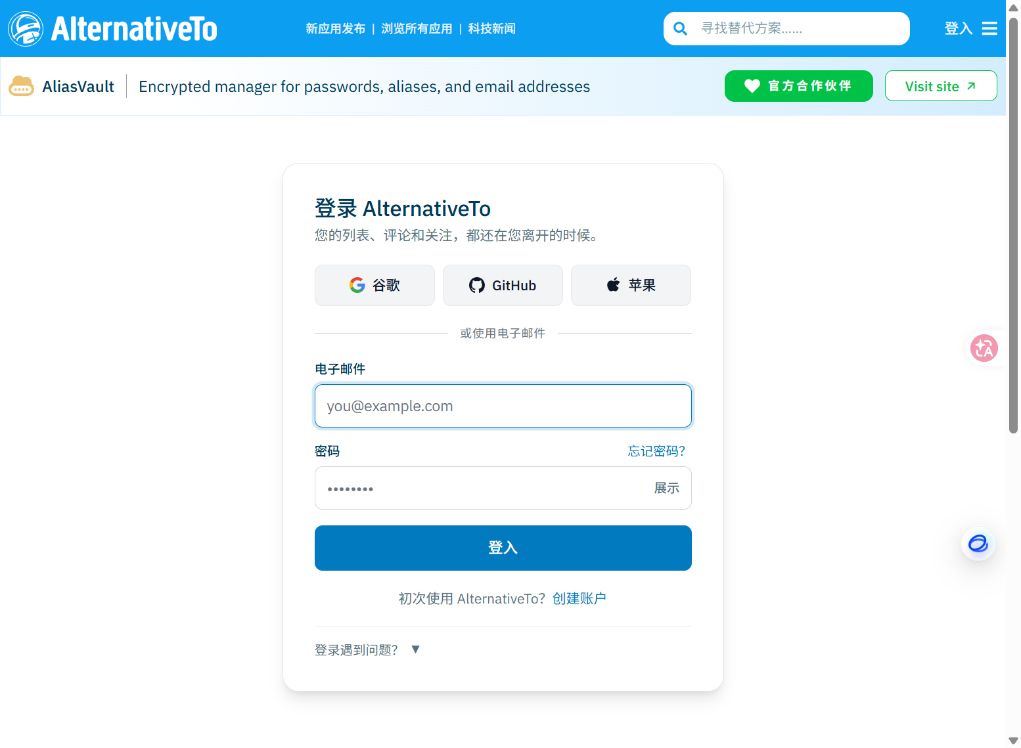 AlternativeTo
新应用发布 | 浏览所有应用 | 科技新闻
寻找替代方案......
登入
AliasVault
Encrypted manager for passwords, aliases, and email addresses
官方合作伙伴
Visit site ↗
登录 AlternativeTo
您的列表、评论和关注，都还在您离开的时候。
谷歌
GitHub
苹果
或使用电子邮件
电子邮件
you@example.com
密码
忘记密码？
••••••••
展示
登入
初次使用 AlternativeTo？创建账户
登录遇到问题？ ▼